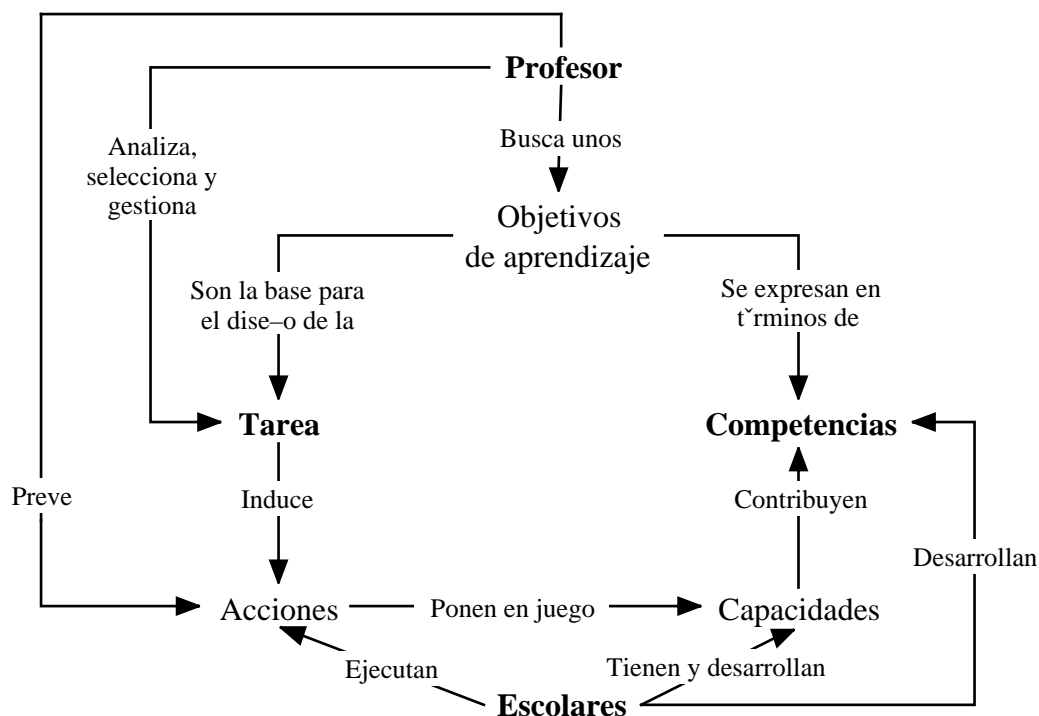 Profesor
Analiza,
selecciona y
gestiona
Busca unos
Objetivos
de aprendizaje
Son la base para
el dise–o de la
Se expresan en
tˇrminos de
Tarea
Competencias
Preve
Induce
Contribuyen
Desarrollan
Acciones
Ponen en juego
Capacidades
Ejecutan
Tienen y desarrollan
Escolares